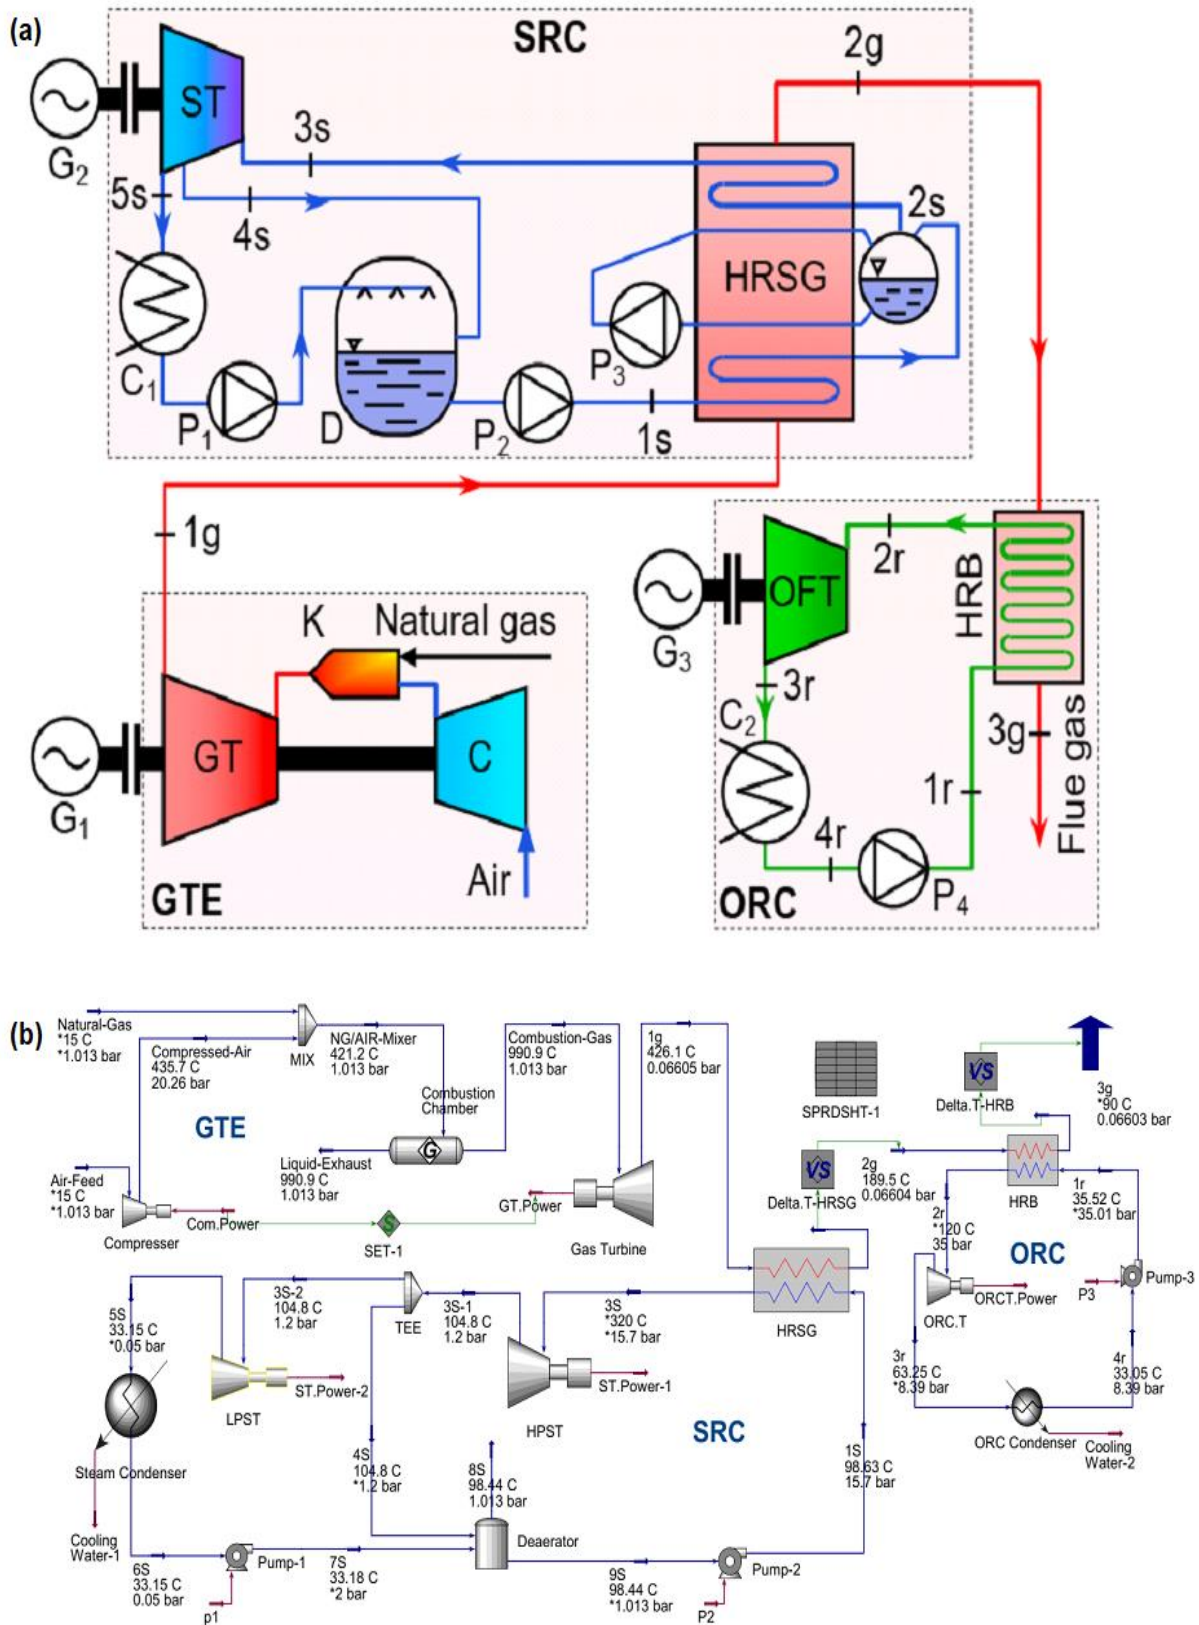 (a)
SRC
2g
ST
3s
G2
5s
4s
2s
HRSG
C1
P3
P1
D
P2
1s
1g
2r
OFT
HRB
K
Natural gas
G3
3r
C2
3g
Flue gas
GT
C
1r
G1
4r
Air
P4
GTE
ORC
(b)
Natural-Gas
*15 C
*1.013 bar
Compressed-Air
435.7 C
20.26 bar
MIX
NG/AIR-Mixer
421.2 C
1.013 bar
Combustion-Gas
990.9 C
1.013 bar
1g
426.1 C
0.06605 bar
SPRDSHT-1
VS
Delta.T-HRB
3g
*90 C
0.06603 bar
GTE
Combustion
Chamber
G
Liquid-Exhaust
990.9 C
1.013 bar
Air-Feed
*15 C
*1.013 bar
Compresser
Com.Power
S
SET-1
GT.Power
Gas Turbine
VS
Delta.T-HRSG
2g
189.5 C
0.06604 bar
HRB
1r
35.52 C
*35.01 bar
2r
*120 C
35 bar
ORC
ORC.T
ORCT.Power
P3
Pump-3
3r
63.25 C
*8.39 bar
4r
33.05 C
8.39 bar
ORC Condenser
Cooling
Water-2
5S
33.15 C
*0.05 bar
3S-2
104.8 C
1.2 bar
TEE
3S-1
104.8 C
1.2 bar
3S
*320 C
*15.7 bar
HRSG
LPST
ST.Power-2
HPST
ST.Power-1
SRC
Steam Condenser
4S
104.8 C
*1.2 bar
8S
98.44 C
1.013 bar
1S
98.63 C
15.7 bar
Cooling
Water-1
Deaerator
6S
33.15 C
0.05 bar
Pump-1
p1
7S
33.18 C
*2 bar
9S
98.44 C
*1.013 bar
Pump-2
P2